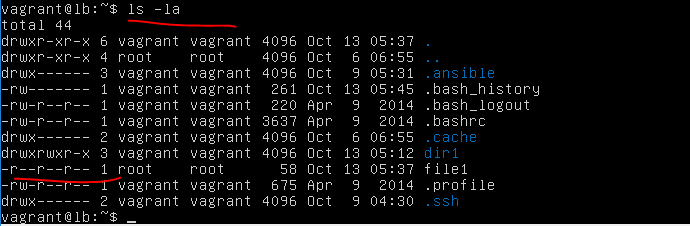 vagrant@lb:~$ ls -la
total 44
drwxr-xr-x 6 vagrant vagrant 4096 Oct 13 05:37 .
drwxr-xr-x 4 root    root    4096 Oct  6 06:55 ..
drwx------ 3 vagrant vagrant 4096 Oct  9 05:31 .ansible
-rw------- 1 vagrant vagrant  261 Oct 13 05:45 .bash_history
-rw-r--r-- 1 vagrant vagrant  220 Apr  9  2014 .bash_logout
-rw-r--r-- 1 vagrant vagrant 3637 Apr  9  2014 .bashrc
drwx------ 2 vagrant vagrant 4096 Oct  6 06:55 .cache
drwxrwxr-x 3 vagrant vagrant 4096 Oct 13 05:12 dir1
-r--r--r-- 1 root    root      58 Oct 13 05:37 file1
-rw-r--r-- 1 vagrant vagrant  675 Apr  9  2014 .profile
drwx------ 2 vagrant vagrant 4096 Oct  9 04:30 .ssh
vagrant@lb:~$ _